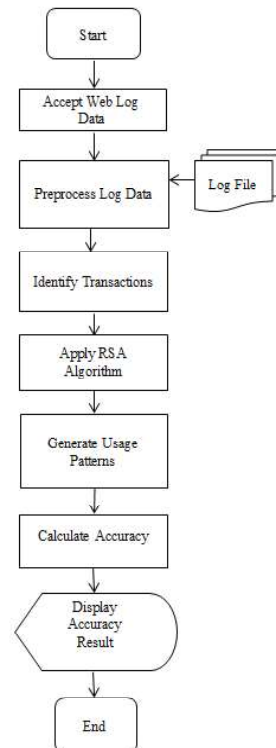 Start
Accept Web Log
Data
Preprocess Log Data
Log File
Identify Transactions
Apply RSA
Algorithm
Generate Usage
Patterns
Calculate Accuracy
Display
Accuracy
Result
End